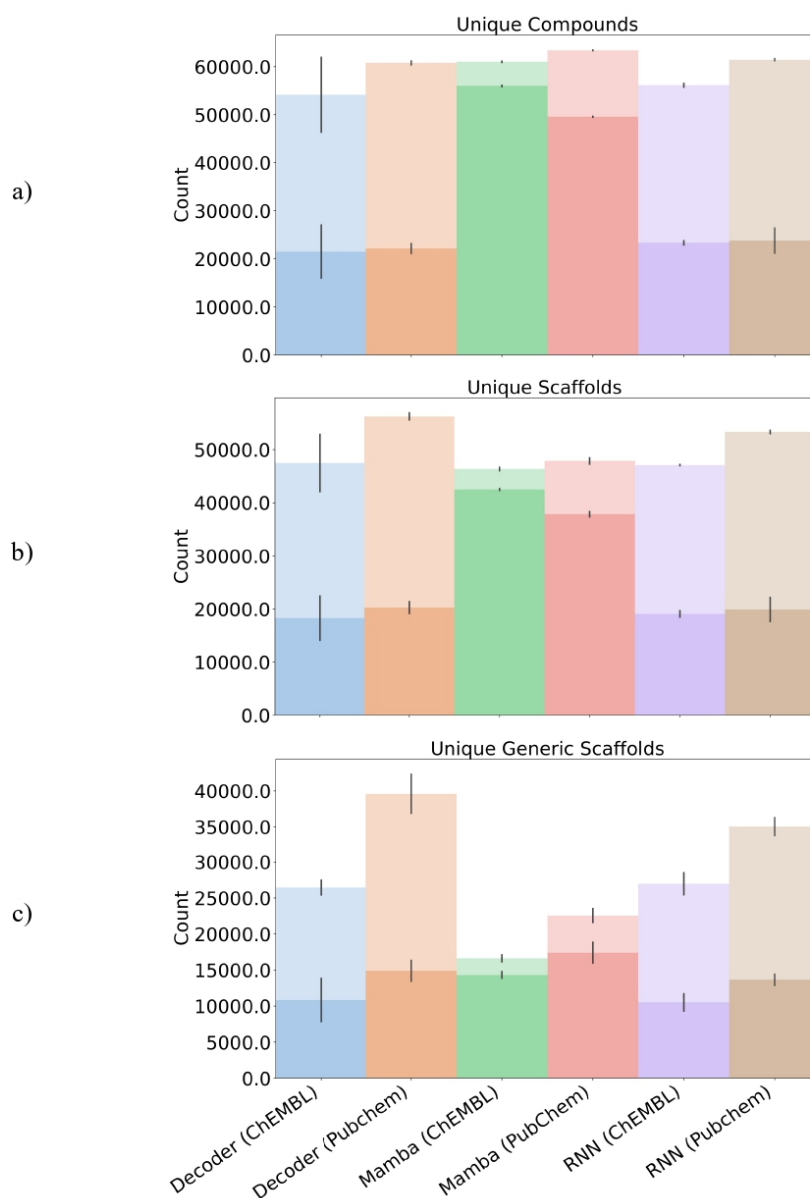 Unique Compounds
60000.0
50000.0
40000.0
30000.0
20000.0
10000.0
0.0
Count
a)
Unique Scaffolds
50000.0
40000.0
30000.0
20000.0
10000.0
0.0
Count
b)
Unique Generic Scaffolds
40000.0
35000.0
30000.0
25000.0
20000.0
15000.0
10000.0
5000.0
0.0
Count
c)
Decoder (ChEMBL)
Decoder (Pubchem)
Mamba (ChEMBL)
Mamba (PubChem)
RNN (ChEMBL)
RNN (Pubchem)